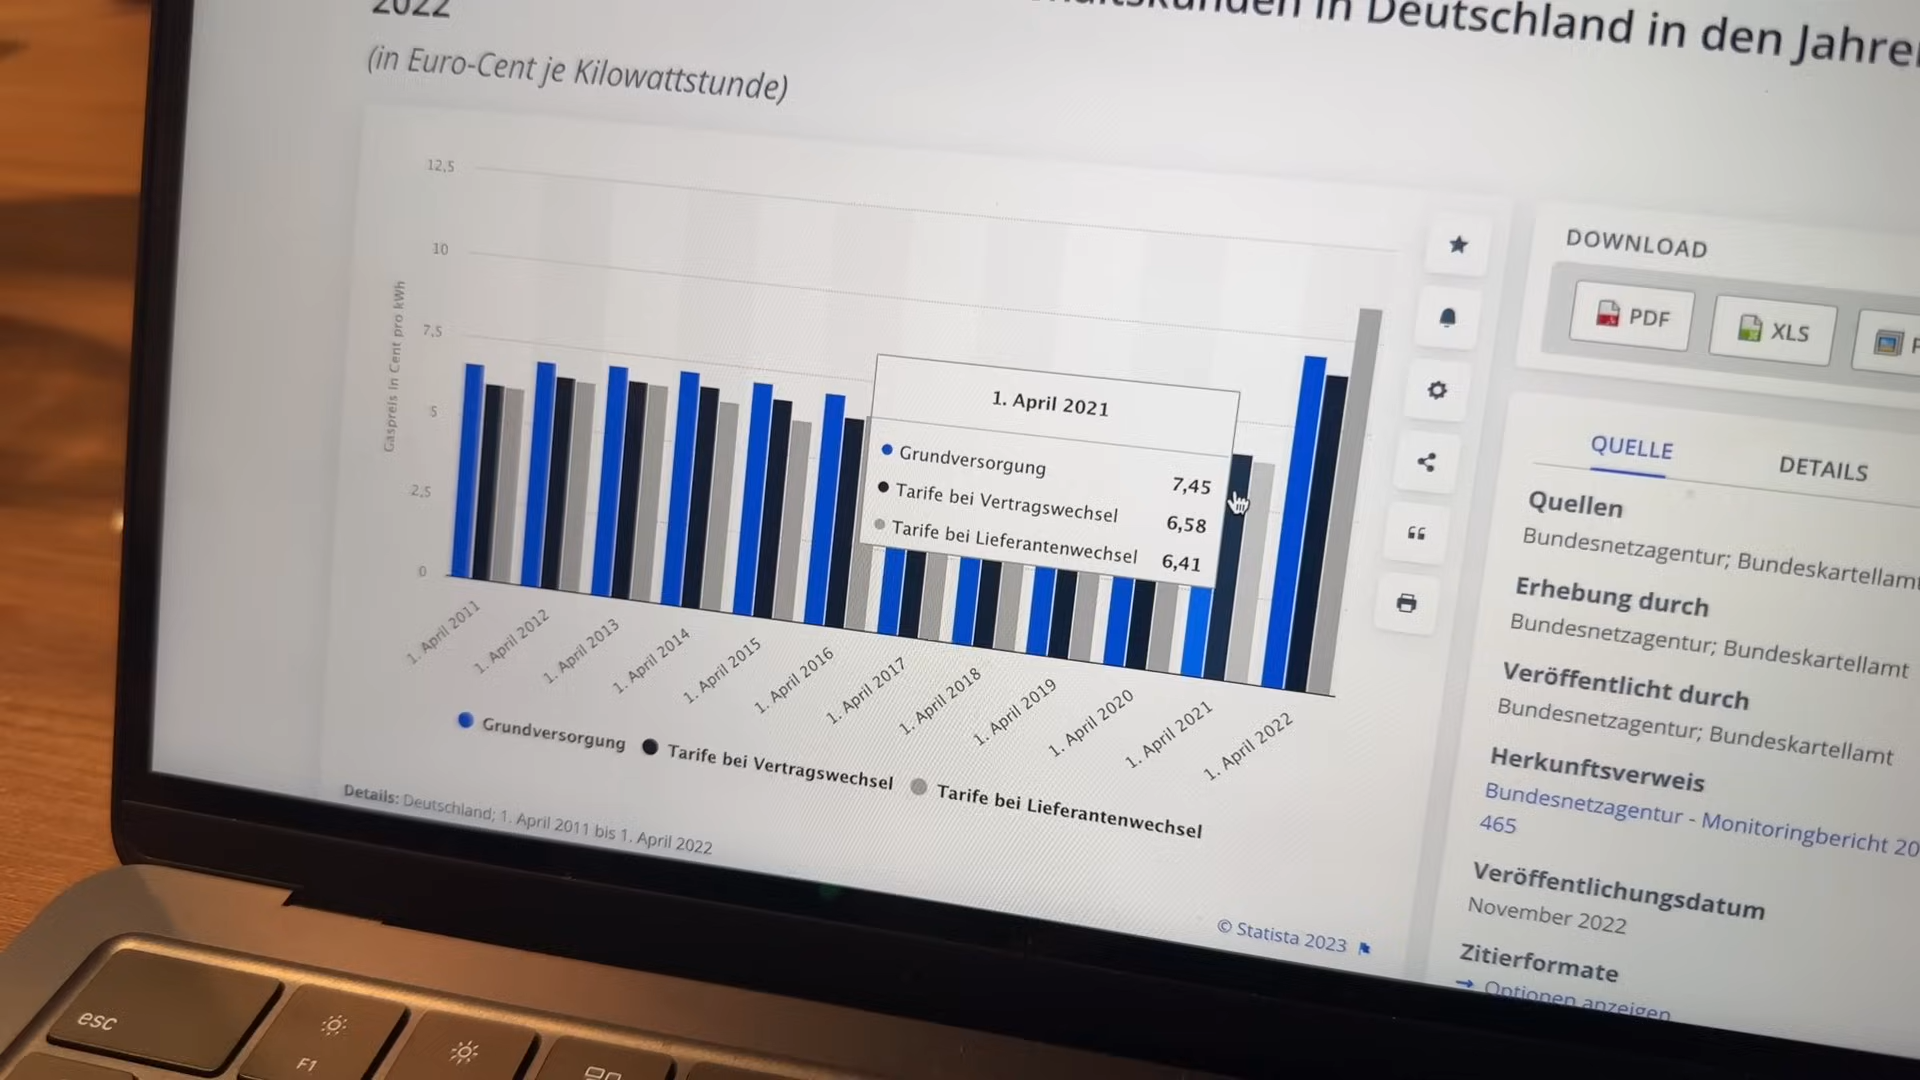 2022
in Deutschland in den
(in Euro-Cent je Kilowattstunde)
12,5
10
7,5
5
2,5
0
Gaspreis in Cent pro kWh
1. April 2021
Grundversorgung 7,45
Tarife bei Vertragswechsel 6,58
Tarife bei Lieferantenwechsel 6,41
1. April 2011
1. April 2012
1. April 2013
1. April 2014
1. April 2015
1. April 2016
1. April 2017
1. April 2018
1. April 2019
1. April 2020
1. April 2021
1. April 2022
Grundversorgung Tarife bei Vertragswechsel Tarife bei Lieferantenwechsel
Details: Deutschland; 1. April 2011 bis 1. April 2022
© Statista 2023
DOWNLOAD
PDF XLS
QUELLE DETAILS
Quellen
Bundesnetzagentur; Bundeskartellamt
Erhebung durch
Bundesnetzagentur; Bundeskartellamt
Veröffentlicht durch
Bundesnetzagentur; Bundeskartellamt
Herkunftsverweis
Bundesnetzagentur - Monitoringbericht 20
465
Veröffentlichungsdatum
November 2022
Zitierformate
→ Optionen anzeigen
esc
F1